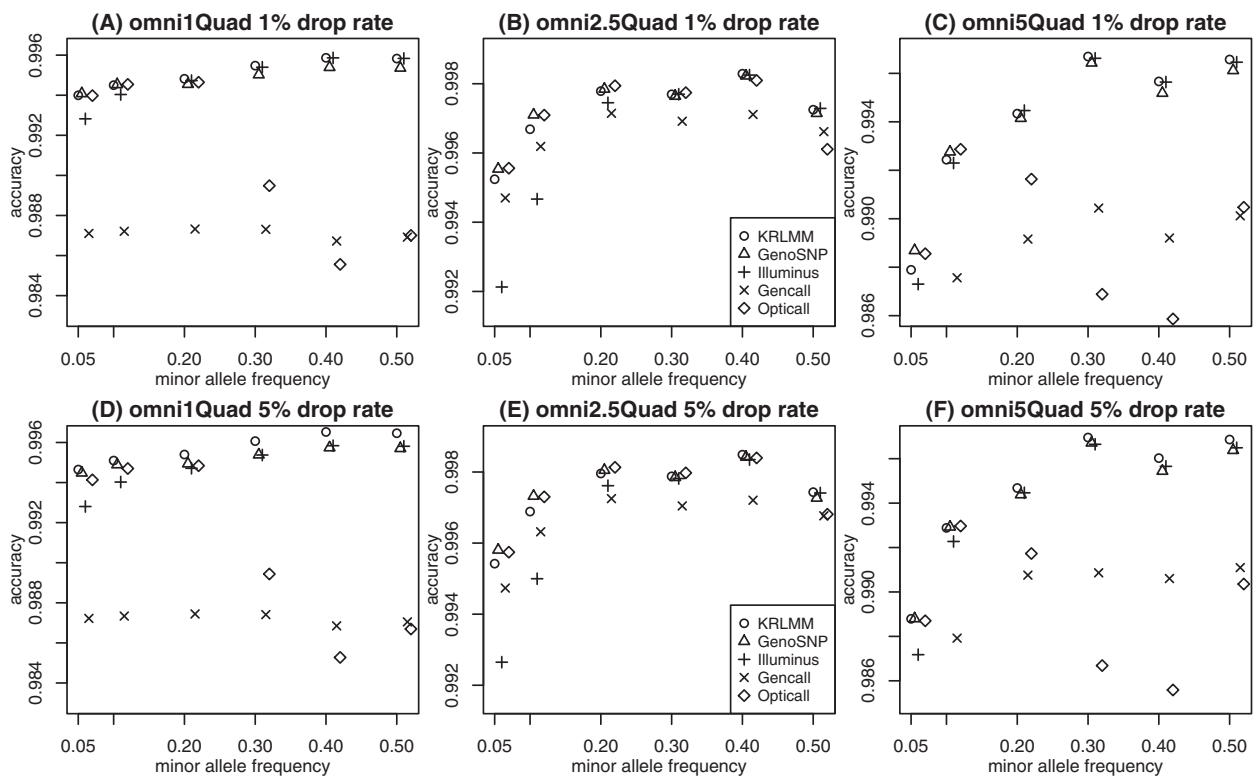 (A) omni1Quad 1% drop rate
accuracy
0.984 0.988 0.992 0.996
0.05 0.20 0.30 0.40 0.50
minor allele frequency
(B) omni2.5Quad 1% drop rate
accuracy
0.992 0.994 0.996 0.998
KRLMM
GenoSNP
Illuminus
Gencall
Opticall
0.05 0.20 0.30 0.40 0.50
minor allele frequency
(C) omni5Quad 1% drop rate
accuracy
0.986 0.990 0.994
0.05 0.20 0.30 0.40 0.50
minor allele frequency
(D) omni1Quad 5% drop rate
accuracy
0.984 0.988 0.992 0.996
0.05 0.20 0.30 0.40 0.50
minor allele frequency
(E) omni2.5Quad 5% drop rate
accuracy
0.992 0.994 0.996 0.998
KRLMM
GenoSNP
Illuminus
Gencall
Opticall
0.05 0.20 0.30 0.40 0.50
minor allele frequency
(F) omni5Quad 5% drop rate
accuracy
0.986 0.990 0.994
0.05 0.20 0.30 0.40 0.50
minor allele frequency